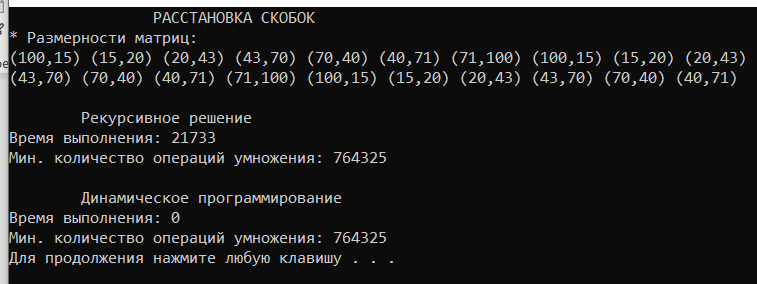 РАССТАНОВКА СКОБОК
* Размерности матриц:
(100,15) (15,20) (20,43) (43,70) (70,40) (40,71) (71,100) (100,15) (15,20) (20,43)
(43,70) (70,40) (40,71) (71,100) (100,15) (15,20) (20,43) (43,70) (70,40) (40,71)
Рекурсивное решение
Время выполнения: 21733
Мин. количество операций умножения: 764325
Динамическое программирование
Время выполнения: 0
Мин. количество операций умножения: 764325
Для продолжения нажмите любую клавишу . . .